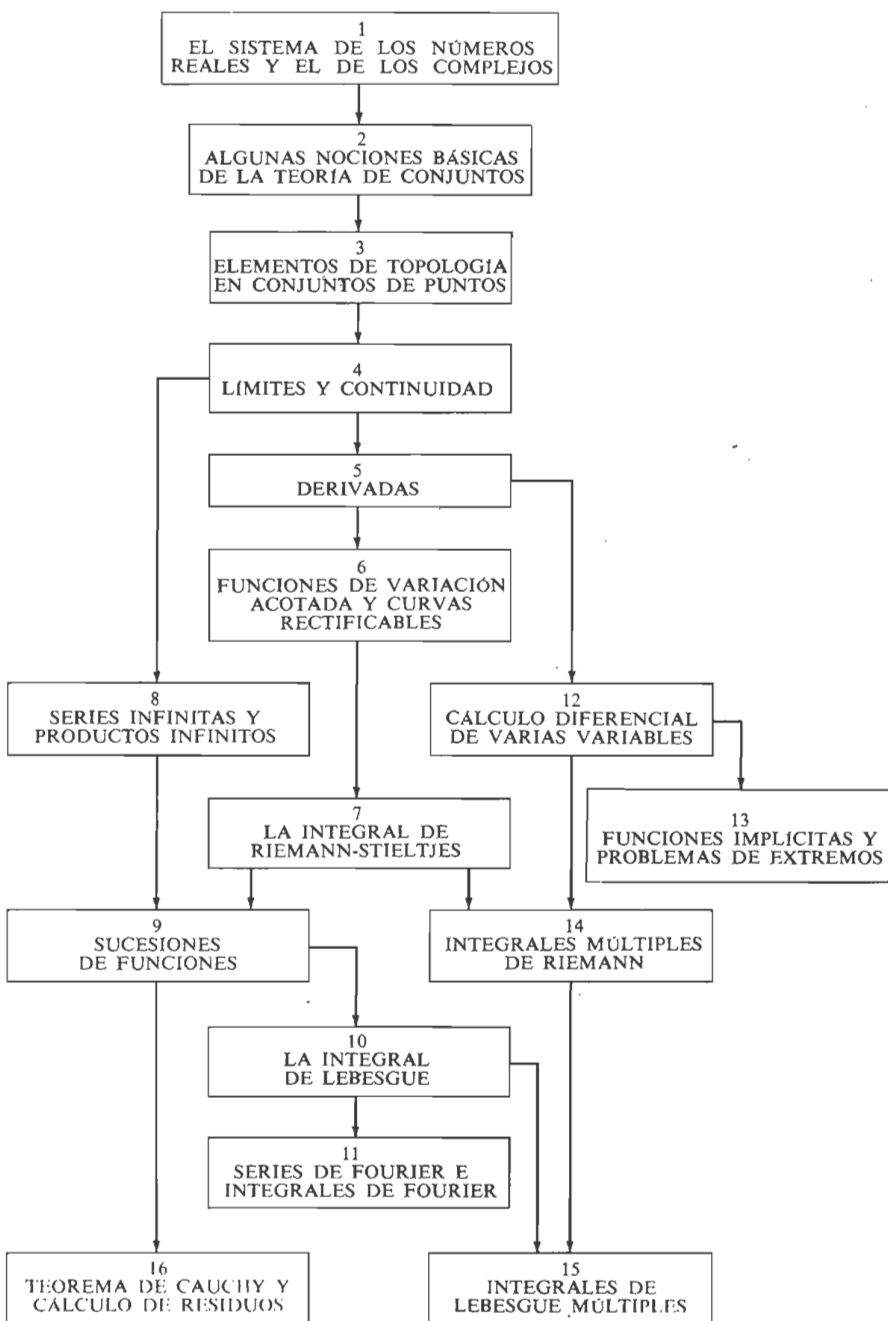 1
EL SISTEMA DE LOS NÚMEROS
REALES Y EL DE LOS COMPLEJOS
2
ALGUNAS NOCIONES BÁSICAS
DE LA TEORÍA DE CONJUNTOS
3
ELEMENTOS DE TOPOLOGÍA
EN CONJUNTOS DE PUNTOS
4
LÍMITES Y CONTINUIDAD
5
DERIVADAS
6
FUNCIONES DE VARIACIÓN
ACOTADA Y CURVAS
RECTIFICABLES
8
SERIES INFINITAS Y
PRODUCTOS INFINITOS
12
CÁLCULO DIFERENCIAL
DE VARIAS VARIABLES
7
LA INTEGRAL DE
RIEMANN-STIELTJES
13
FUNCIONES IMPLÍCITAS Y
PROBLEMAS DE EXTREMOS
9
SUCESIONES
DE FUNCIONES
14
INTEGRALES MÚLTIPLES
DE RIEMANN
10
LA INTEGRAL
DE LEBESGUE
11
SERIES DE FOURIER E
INTEGRALES DE FOURIER
16
TEOREMA DE CAUCHY Y
CÁLCULO DE RESIDUOS
15
INTEGRALES DE
LEBESGUE MÚLTIPLES